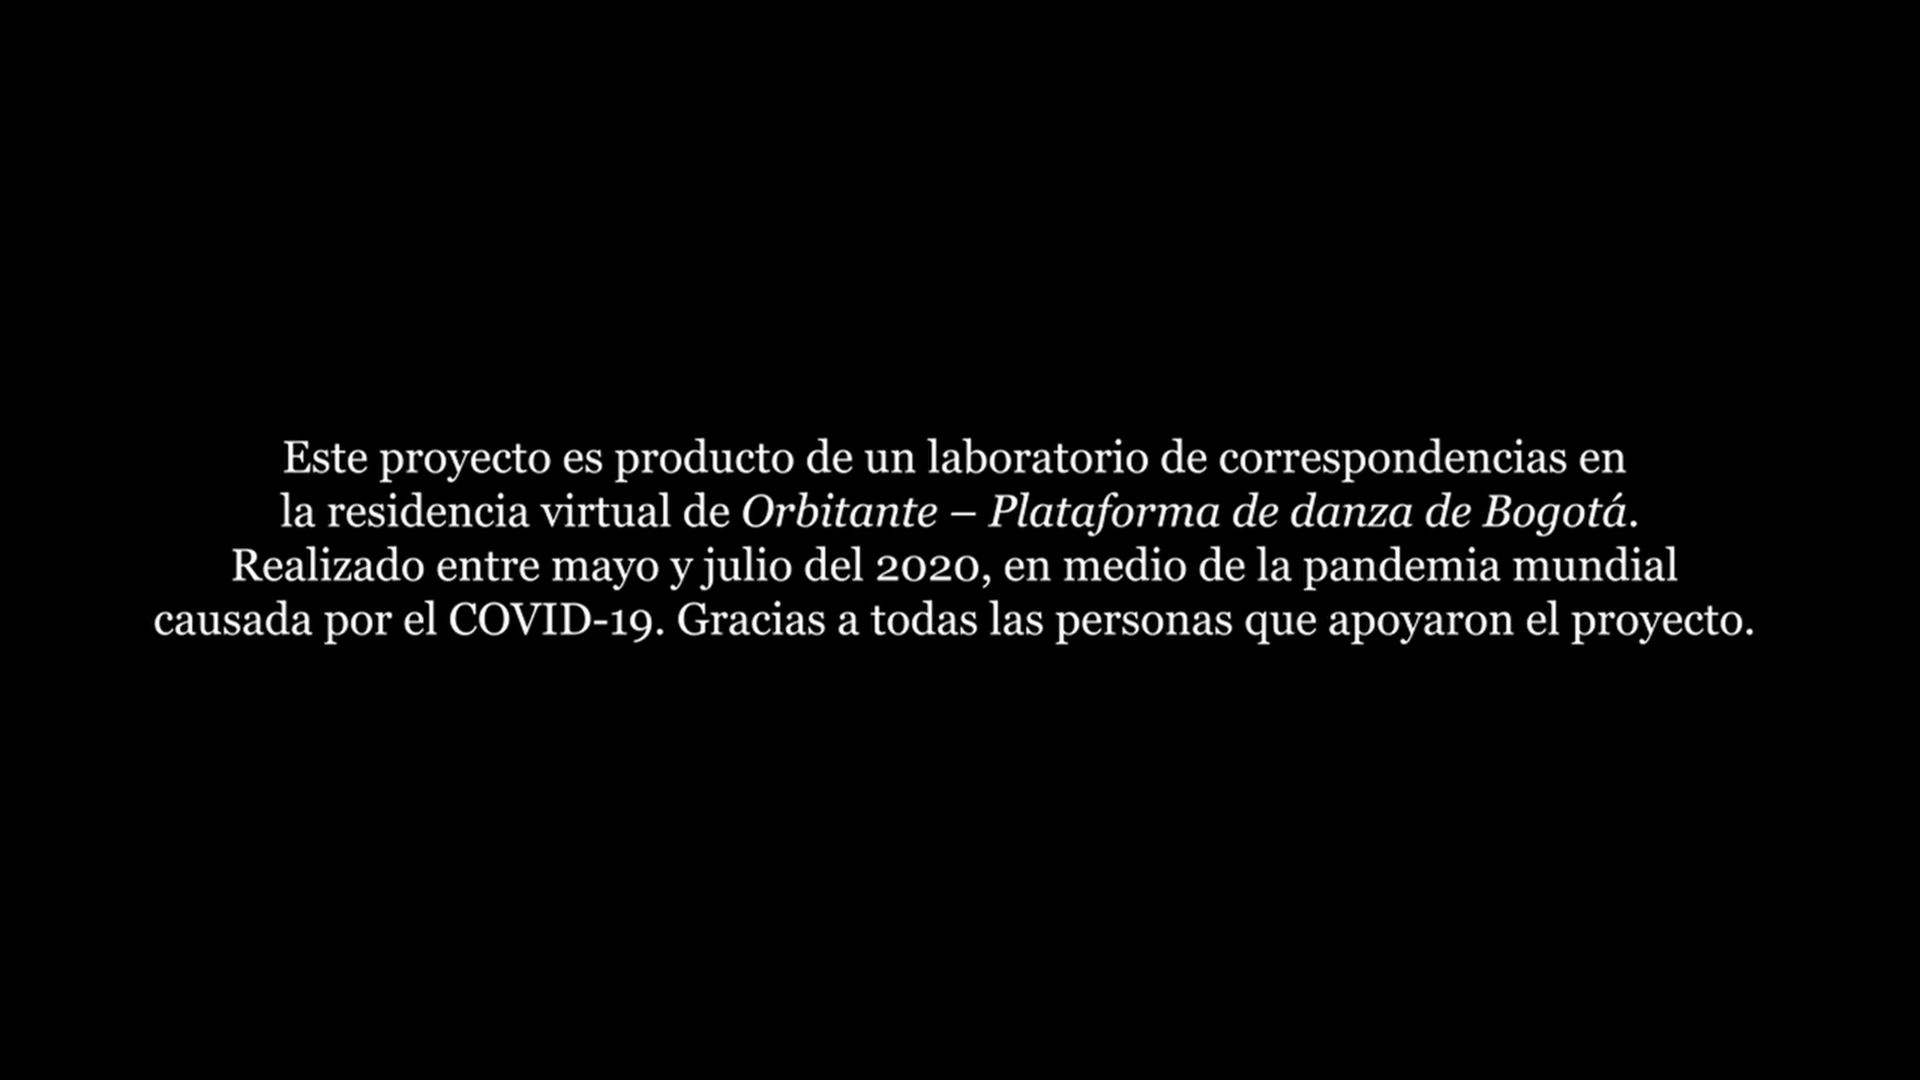 Este proyecto es producto de un laboratorio de correspondencias en
la residencia virtual de Orbitante – Plataforma de danza de Bogotá.
Realizado entre mayo y julio del 2020, en medio de la pandemia mundial
causada por el COVID-19. Gracias a todas las personas que apoyaron el proyecto.